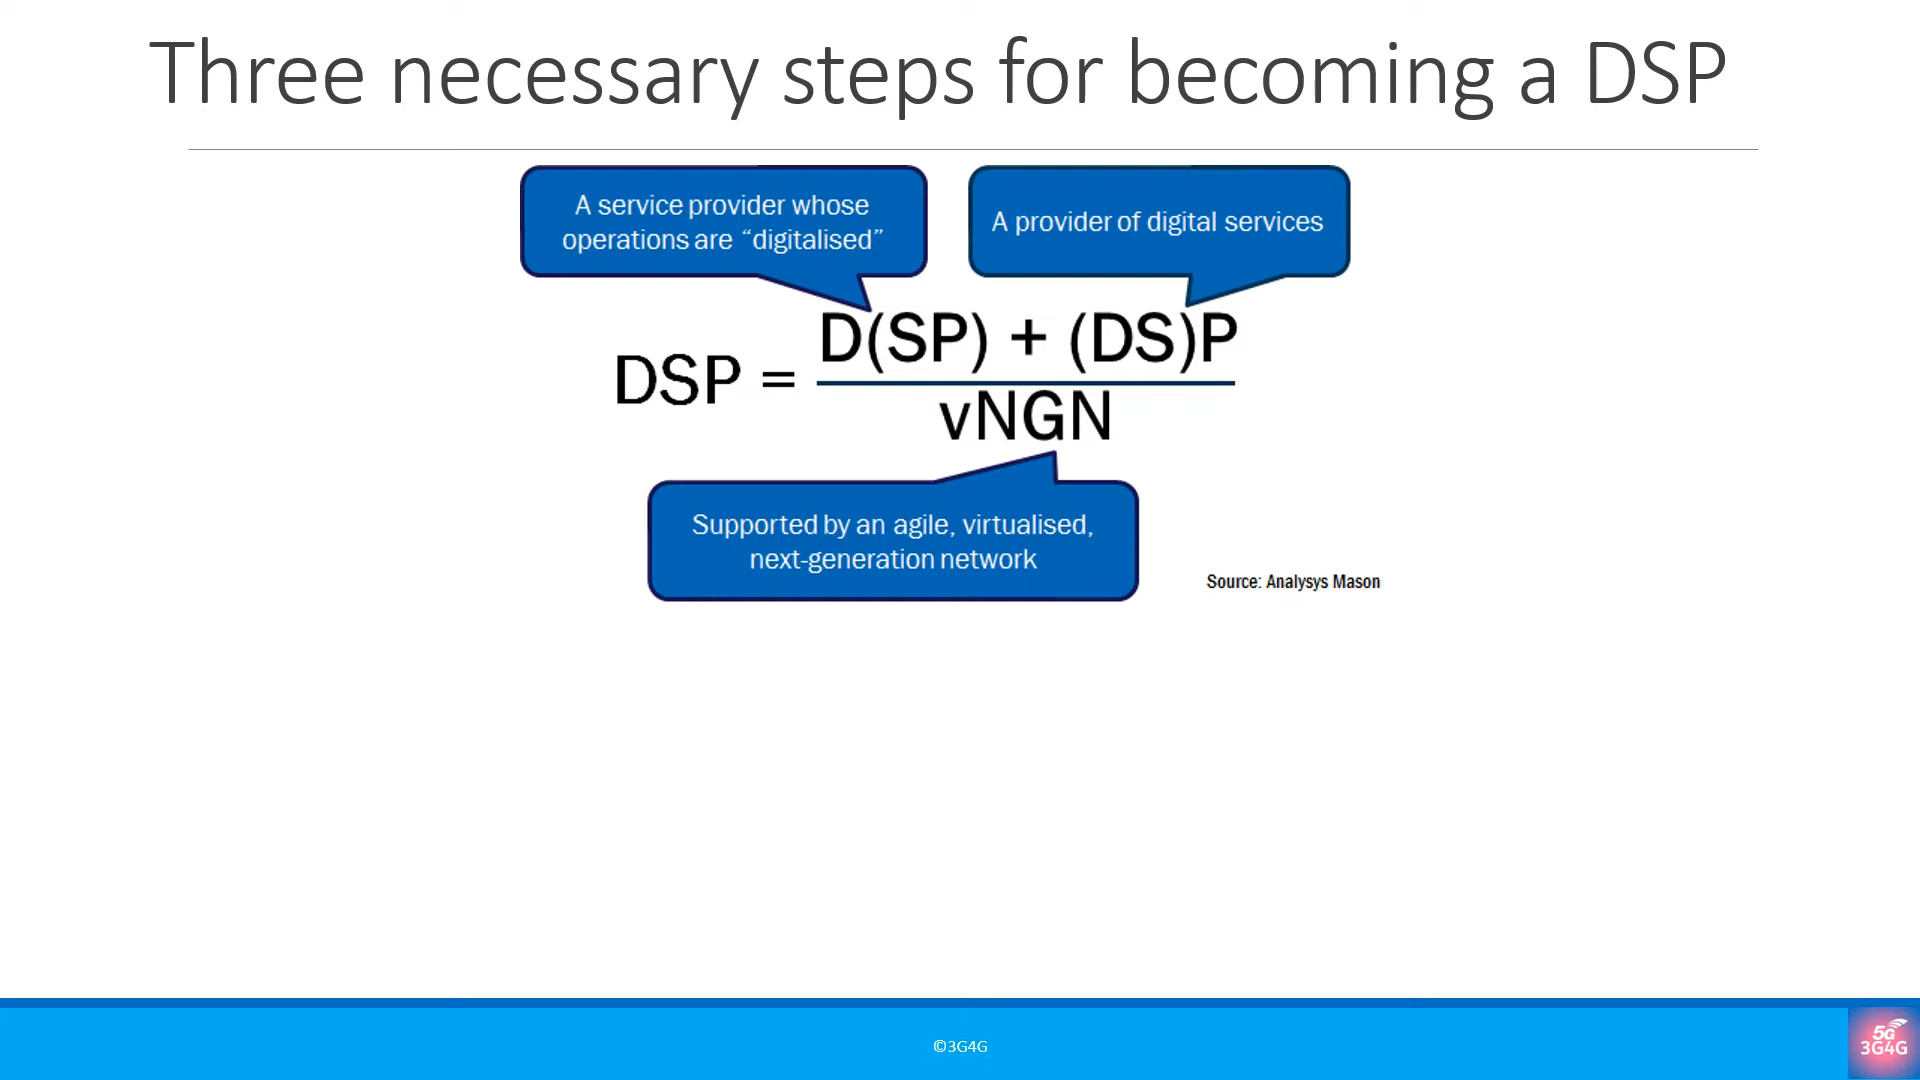 Three necessary steps for becoming a DSP
A service provider whose
operations are “digitalised”
A provider of digital services
DSP = D(SP) + (DS)P
vNGN
Supported by an agile, virtualised,
next-generation network
Source: Analysys Mason
©3G4G
5G
3G4G